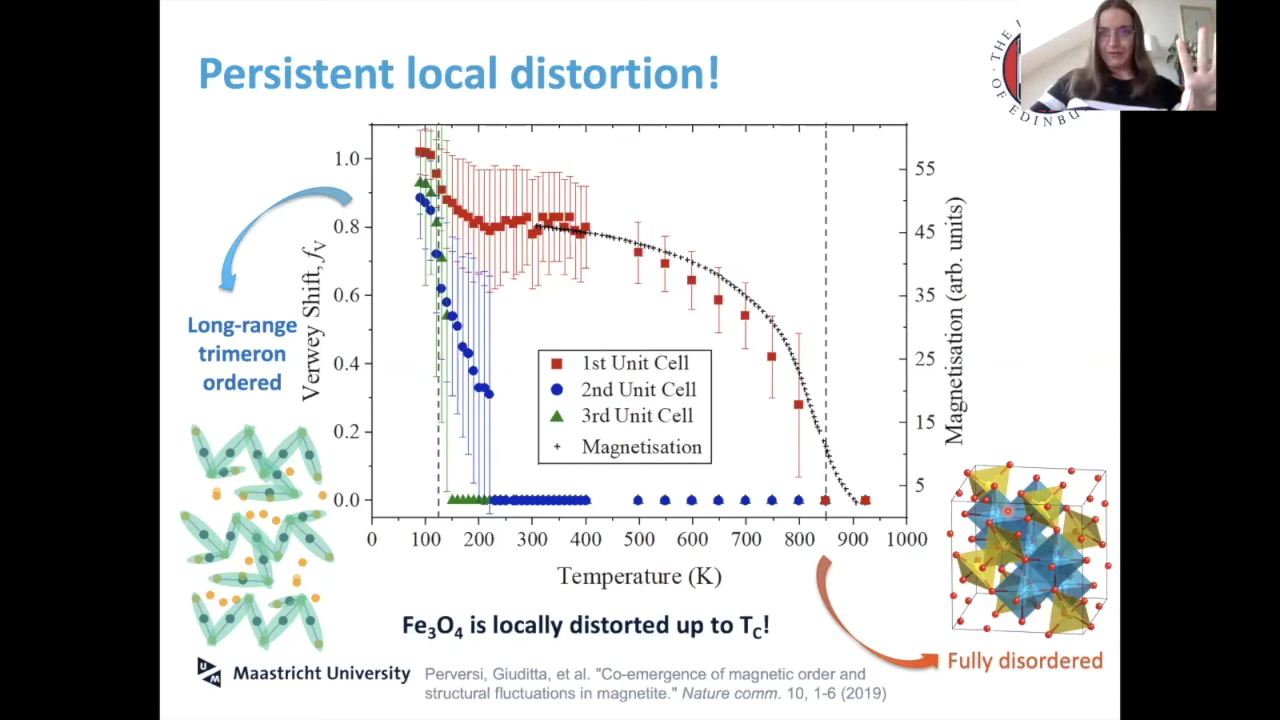 Persistent local distortion!
THE
OF EDINBU
1.0
0.8
0.6
0.4
0.2
0.0
Verwey Shift, fV
55
45
35
25
15
5
Magnetisation (arb. units)
1st Unit Cell
2nd Unit Cell
3rd Unit Cell
Magnetisation
0 100 200 300 400 500 600 700 800 900 1000
Temperature (K)
Long-range
trimeron
ordered
Fe₃O₄ is locally distorted up to TC!
Fully disordered
UM
Maastricht University
Perversi, Giuditta, et al. "Co-emergence of magnetic order and
structural fluctuations in magnetite." Nature comm. 10, 1-6 (2019)